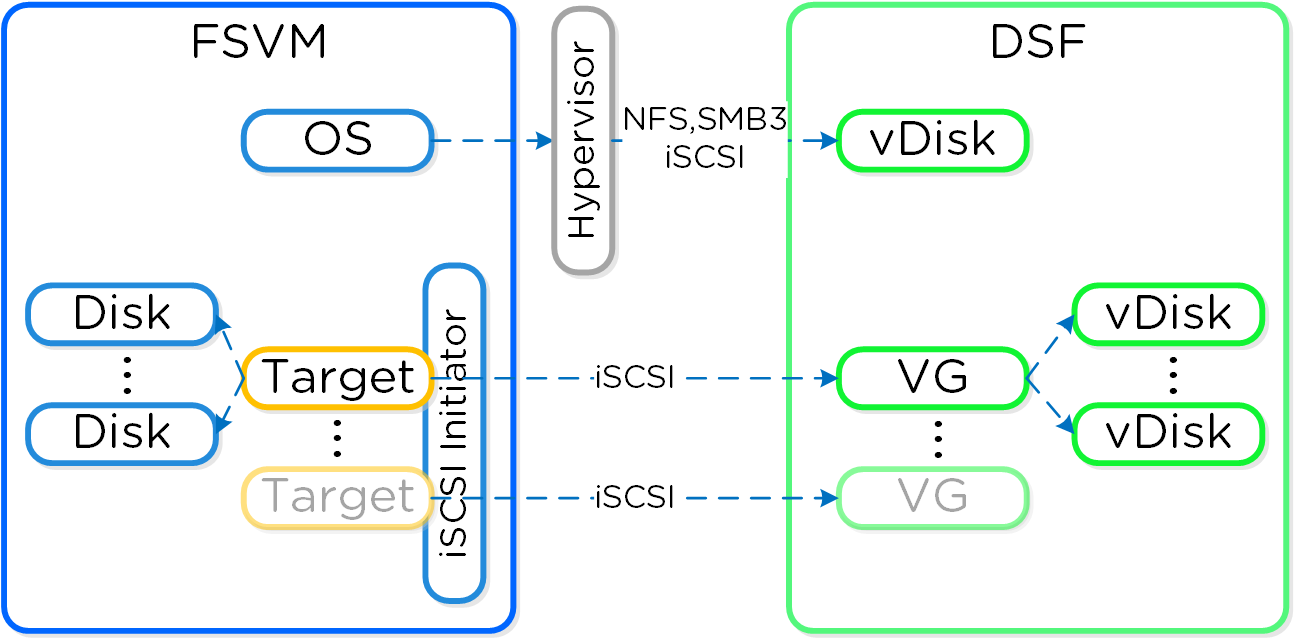 FSVM
DSF
OS
Hypervisor
NFS,SMB3
iSCSI
vDisk
Disk
Disk
Target
Target
iSCSI Initiator
iSCSI
iSCSI
VG
VG
vDisk
vDisk